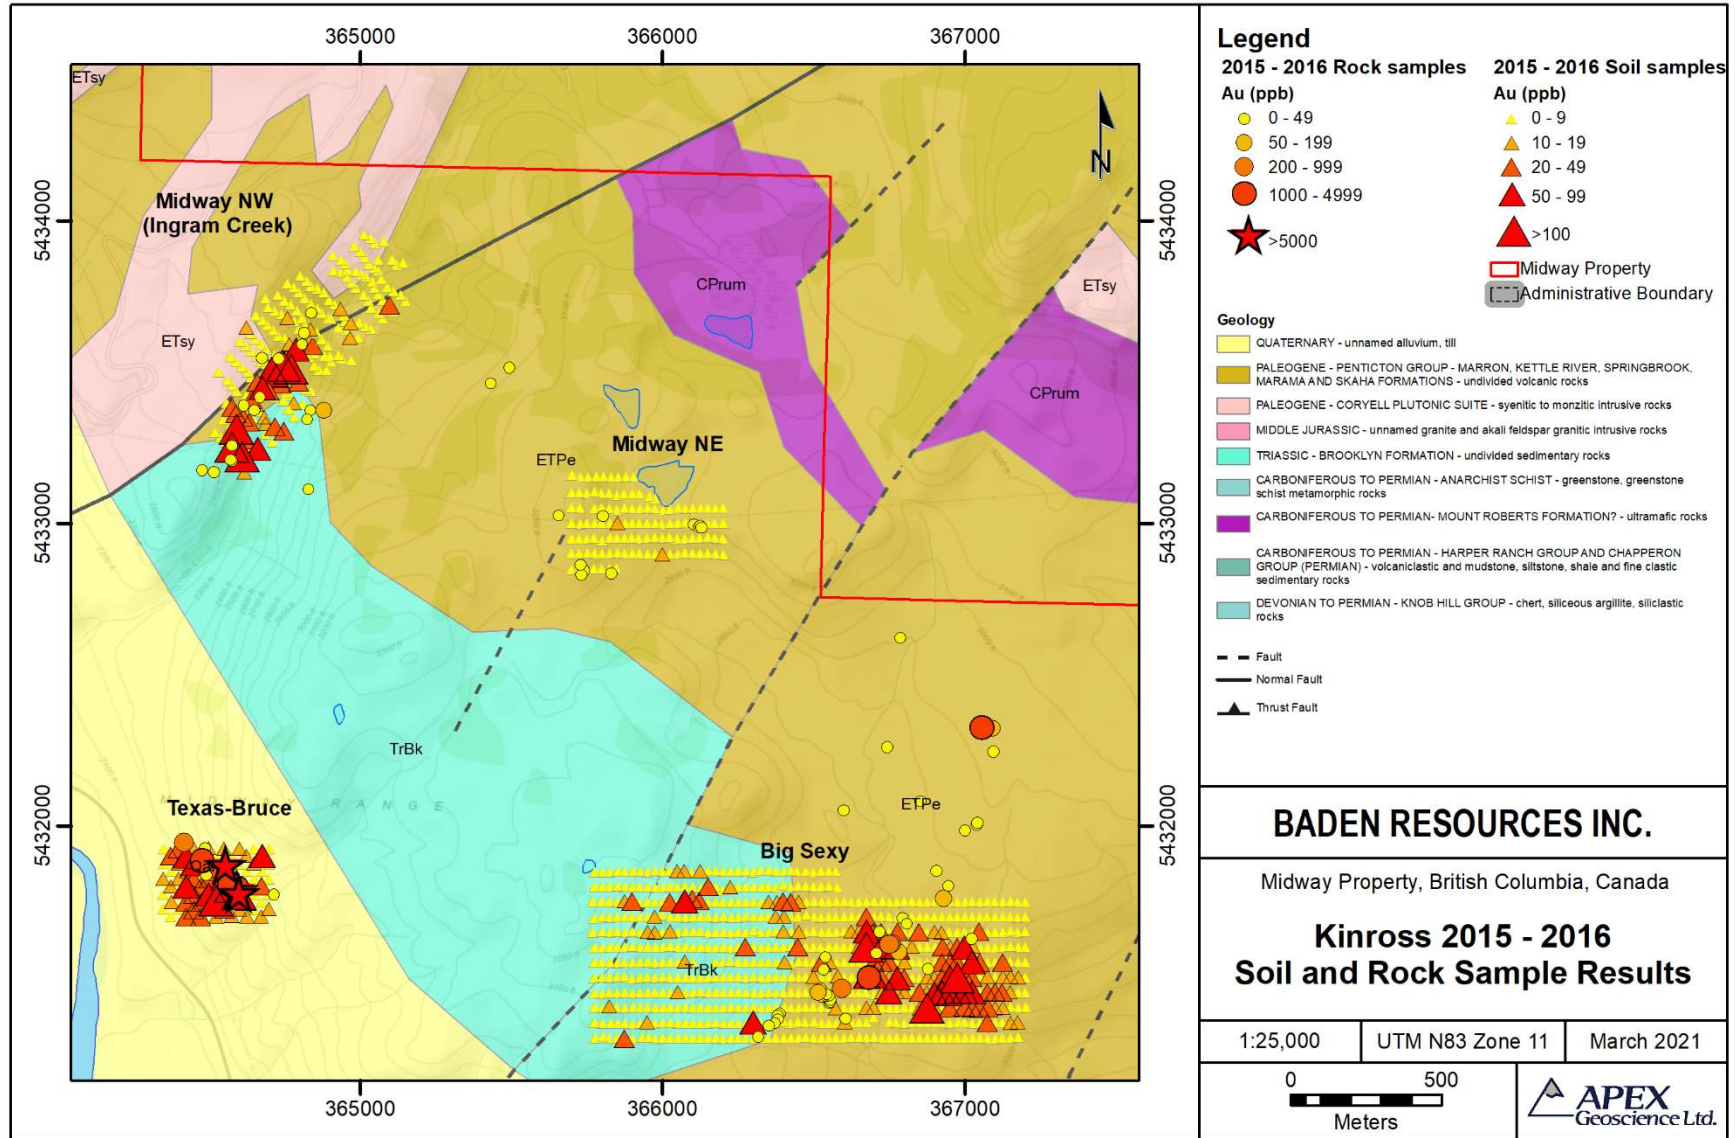 365000
366000
367000
ETsy
Midway NW
(Ingram Creek)
5434000
5434000
CPrum
ETsy
ETsy
CPrum
Midway NE
ETPe
5433000
5433000
TrBk
RANGE
ETPe
Texas-Bruce
5432000
5432000
Big Sexy
TrBk
365000
366000
367000
N
Legend
2015 - 2016 Rock samples
Au (ppb)
0 - 49
50 - 199
200 - 999
1000 - 4999
>5000
2015 - 2016 Soil samples
Au (ppb)
0 - 9
10 - 19
20 - 49
50 - 99
>100
Midway Property
Administrative Boundary
Geology
QUATERNARY - unnamed alluvium, till
PALEOGENE - PENTICTON GROUP - MARRON, KETTLE RIVER, SPRINGBROOK,
MARAMA AND SKAHA FORMATIONS - undivided volcanic rocks
PALEOGENE - CORYELL PLUTONIC SUITE - syenitic to monzitic intrusive rocks
MIDDLE JURASSIC - unnamed granite and akali feldspar granitic intrusive rocks
TRIASSIC - BROOKLYN FORMATION - undivided sedimentary rocks
CARBONIFEROUS TO PERMIAN - ANARCHIST SCHIST - greenstone, greenstone
schist metamorphic rocks
CARBONIFEROUS TO PERMIAN- MOUNT ROBERTS FORMATION? - ultramafic rocks
CARBONIFEROUS TO PERMIAN - HARPER RANCH GROUP AND CHAPPERON
GROUP (PERMIAN) - volcaniclastic and mudstone, siltstone, shale and fine clastic
sedimentary rocks
DEVONIAN TO PERMIAN - KNOB HILL GROUP - chert, siliceous argillite, siliclastic
rocks
Fault
Normal Fault
Thrust Fault
BADEN RESOURCES INC.
Midway Property, British Columbia, Canada
Kinross 2015 - 2016
Soil and Rock Sample Results
1:25,000
UTM N83 Zone 11
March 2021
0 500
Meters
APEX
Geoscience Ltd.